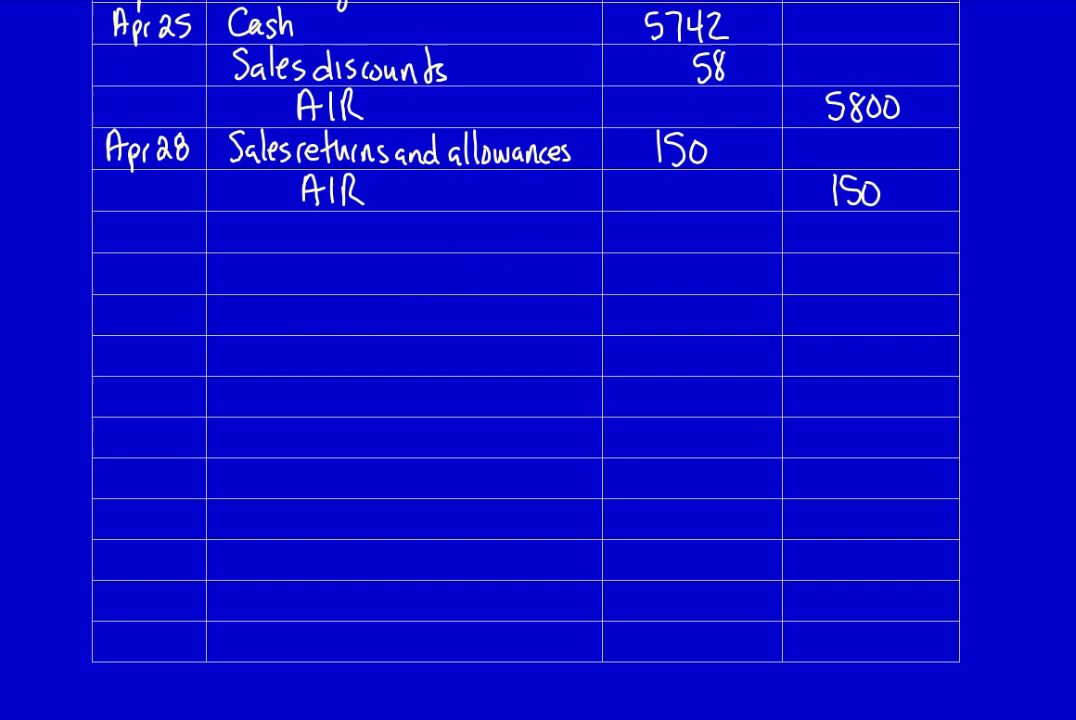 Apr 25 Cash 5742
Sales discounts 58
A/R 5800
Apr 28 Sales returns and allowances 150
A/R 150